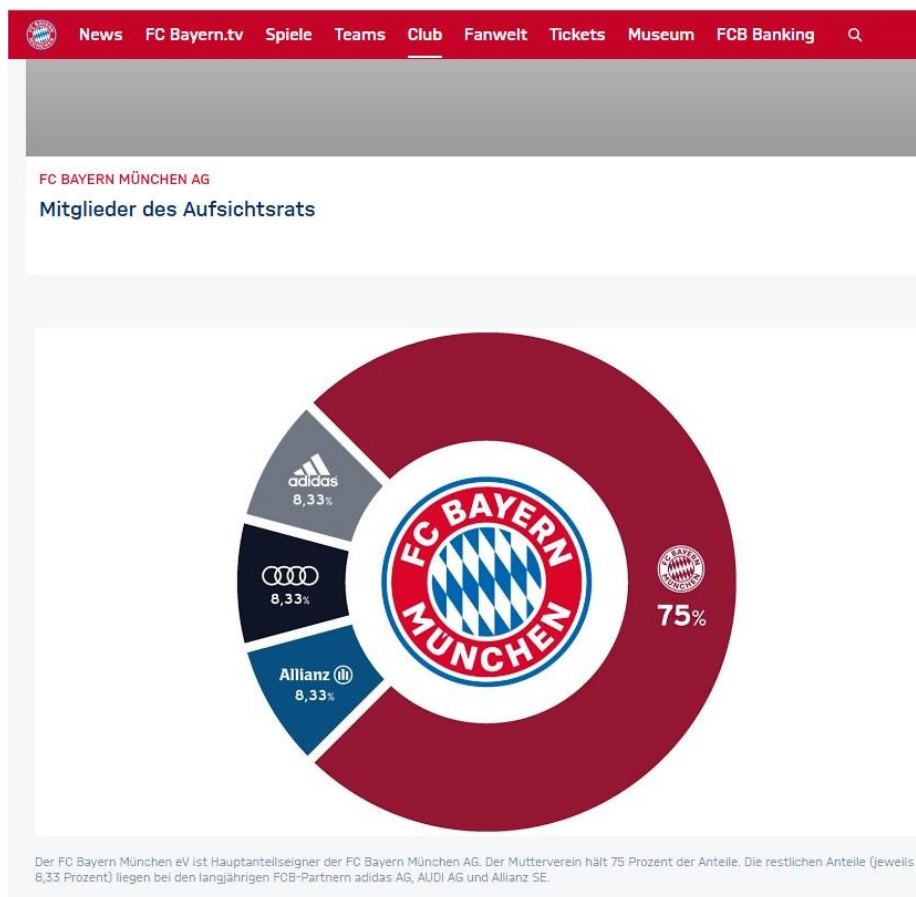 News FC Bayern.tv Spiele Teams Club Fanwelt Tickets Museum FCB Banking
FC BAYERN MÜNCHEN AG
Mitglieder des Aufsichtsrats
adidas
8,33%
8,33%
Allianz
8,33%
FC BAYERN
MÜNCHEN
FC BAYERN
MÜNCHEN
75%
Der FC Bayern München eV ist Hauptanteilseigner der FC Bayern München AG. Der Mutterverein hält 75 Prozent der Anteile. Die restlichen Anteile (jeweils
8,33 Prozent) liegen bei den langjährigen FCB-Partnern adidas AG, AUDI AG und Allianz SE.